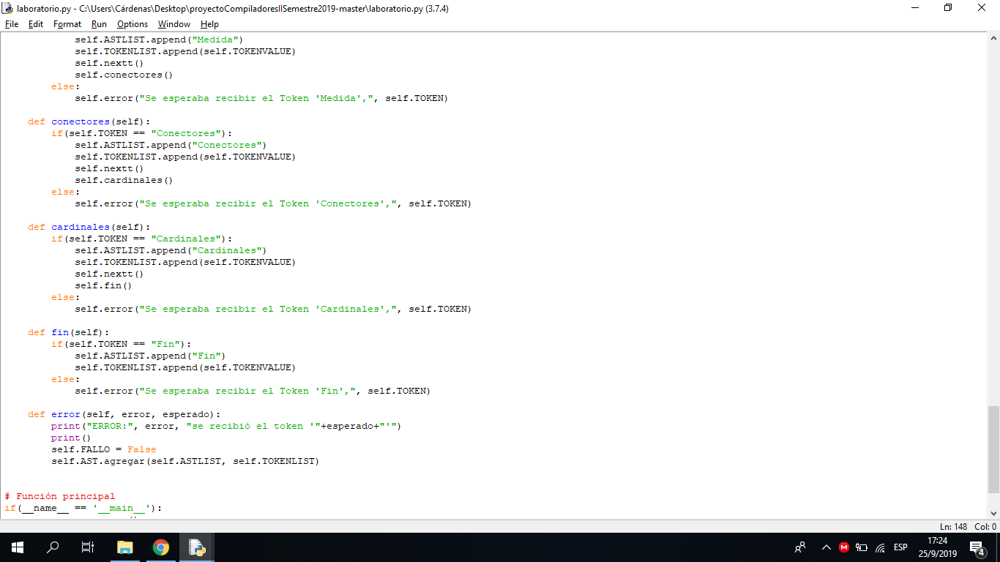 laboratorio.py - C:\Users\Cárdenas\Desktop\proyectoCompiladoresIISemestre2019-master\laboratorio.py (3.7.4)
File Edit Format Run Options Window Help
            self.ASTLIST.append("Medida")
            self.TOKENLIST.append(self.TOKENVALUE)
            self.nextt()
            self.conectores()
        else:
            self.error("Se esperaba recibir el Token 'Medida',", self.TOKEN)
    def conectores(self):
        if(self.TOKEN == "Conectores"):
            self.ASTLIST.append("Conectores")
            self.TOKENLIST.append(self.TOKENVALUE)
            self.nextt()
            self.cardinales()
        else:
            self.error("Se esperaba recibir el Token 'Conectores',", self.TOKEN)
    def cardinales(self):
        if(self.TOKEN == "Cardinales"):
            self.ASTLIST.append("Cardinales")
            self.TOKENLIST.append(self.TOKENVALUE)
            self.nextt()
            self.fin()
        else:
            self.error("Se esperaba recibir el Token 'Cardinales',", self.TOKEN)
    def fin(self):
        if(self.TOKEN == "Fin"):
            self.ASTLIST.append("Fin")
            self.TOKENLIST.append(self.TOKENVALUE)
        else:
            self.error("Se esperaba recibir el Token 'Fin',", self.TOKEN)
    def error(self, error, esperado):
        print("ERROR:", error, "se recibió el token '"+esperado+"'")
        print()
        self.FALLO = False
        self.AST.agregar(self.ASTLIST, self.TOKENLIST)
# Función principal
if(__name__ == '__main__'):
Ln: 148 Col: 0
ESP
17:24
25/9/2019
4